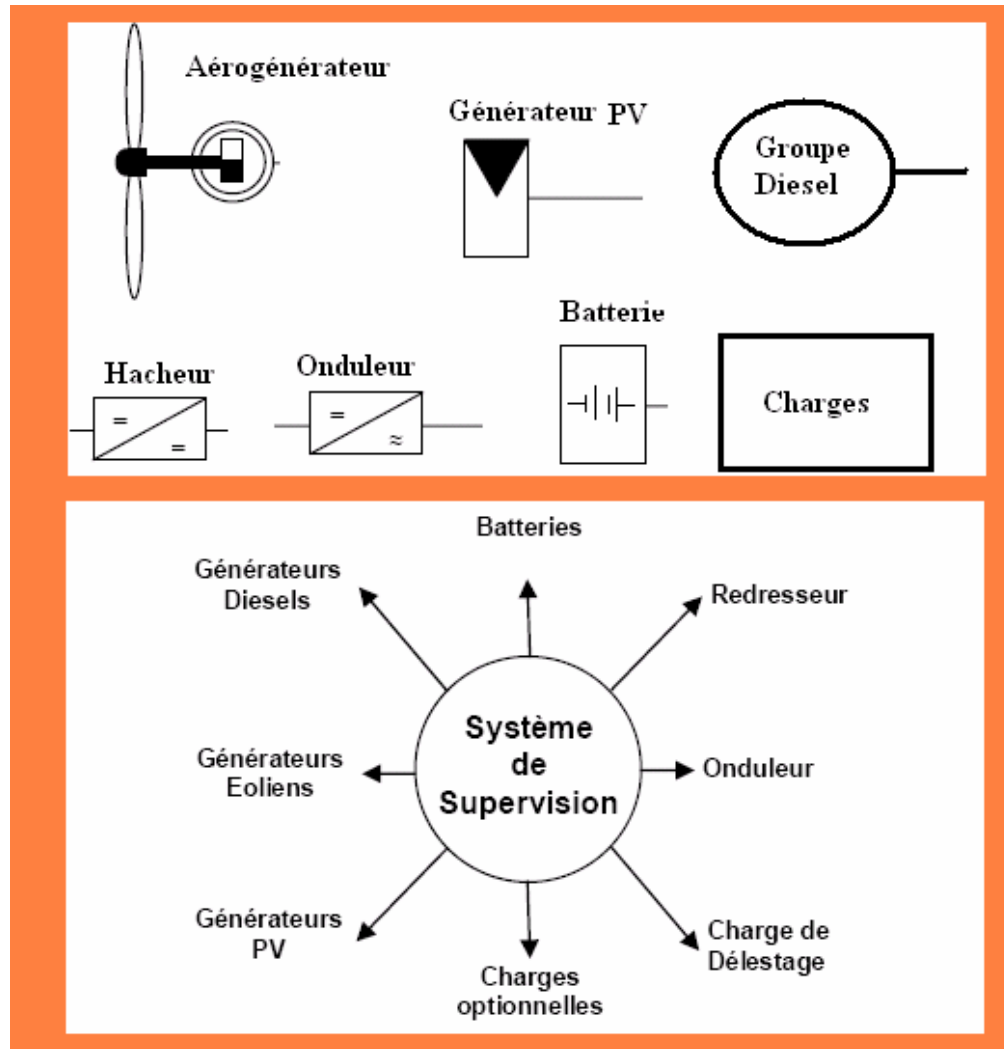 Aérogénérateur
Générateur PV
Groupe
Diesel
Batterie
Hacheur
Onduleur
=
=
=
≈
Charges
Batteries
Générateurs
Diesels
Redresseur
Système
de
Supervision
Générateurs
Eoliens
Onduleur
Générateurs
PV
Charge de
Délestage
Charges
optionnelles